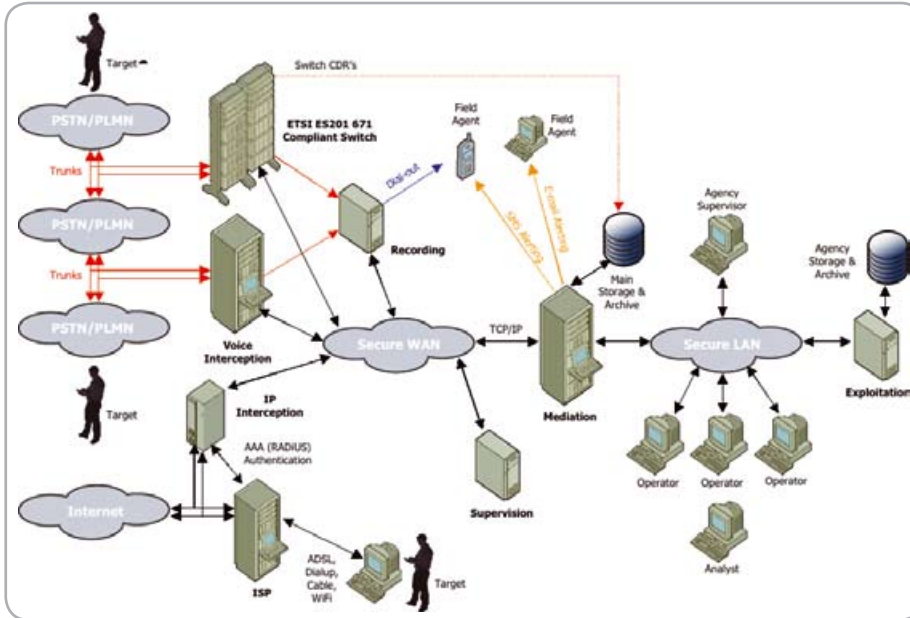 Target
PSTN/PLMN
Trunks
PSTN/PLMN
Trunks
PSTN/PLMN
Target
Switch CDR's
ETSI ES201 671
Compliant Switch
Field
Agent
Field
Agent
Dial-out
SMS Alerting
E-mail Alerting
Recording
Voice
Interception
Secure WAN
TCP/IP
Main
Storage &
Archive
Mediation
Agency
Supervisor
Agency
Storage &
Archive
Secure LAN
Exploitation
Operator
Operator
Operator
Analyst
Supervision
IP
Interception
AAA (RADiUS)
Authentication
Internet
ISP
ADSL,
Dialup,
Cable,
WiFi
Target